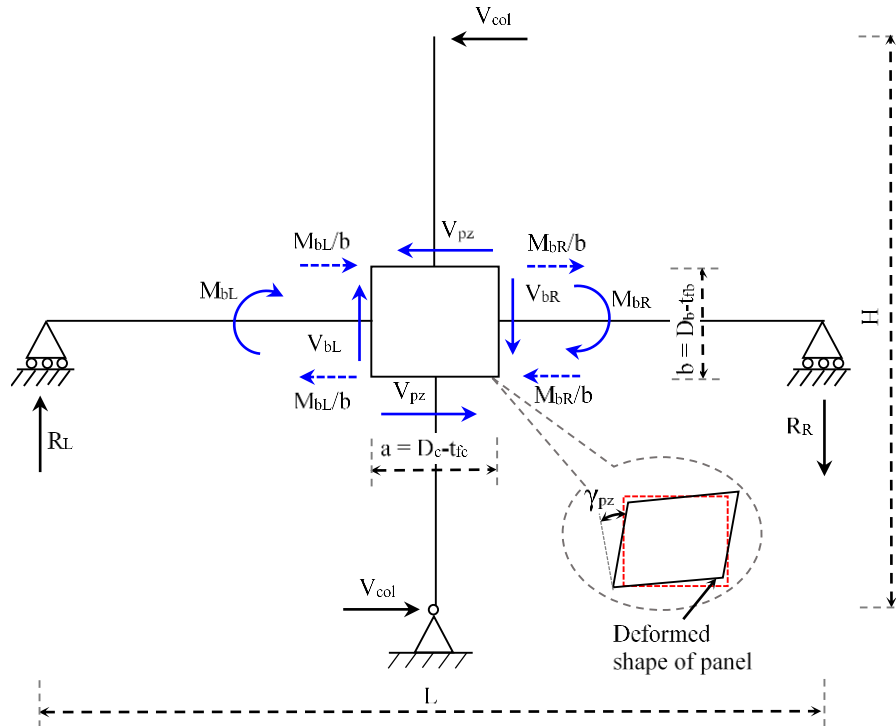 Vcol
H
Vpz
MbL/b
MbR/b
MbL
VbR
MbR
VbL
b = Db-tfb
MbL/b
Vpz
MbR/b
RL
RR
a = Dc-tfc
γpz
Vcol
Deformed
shape of panel
L